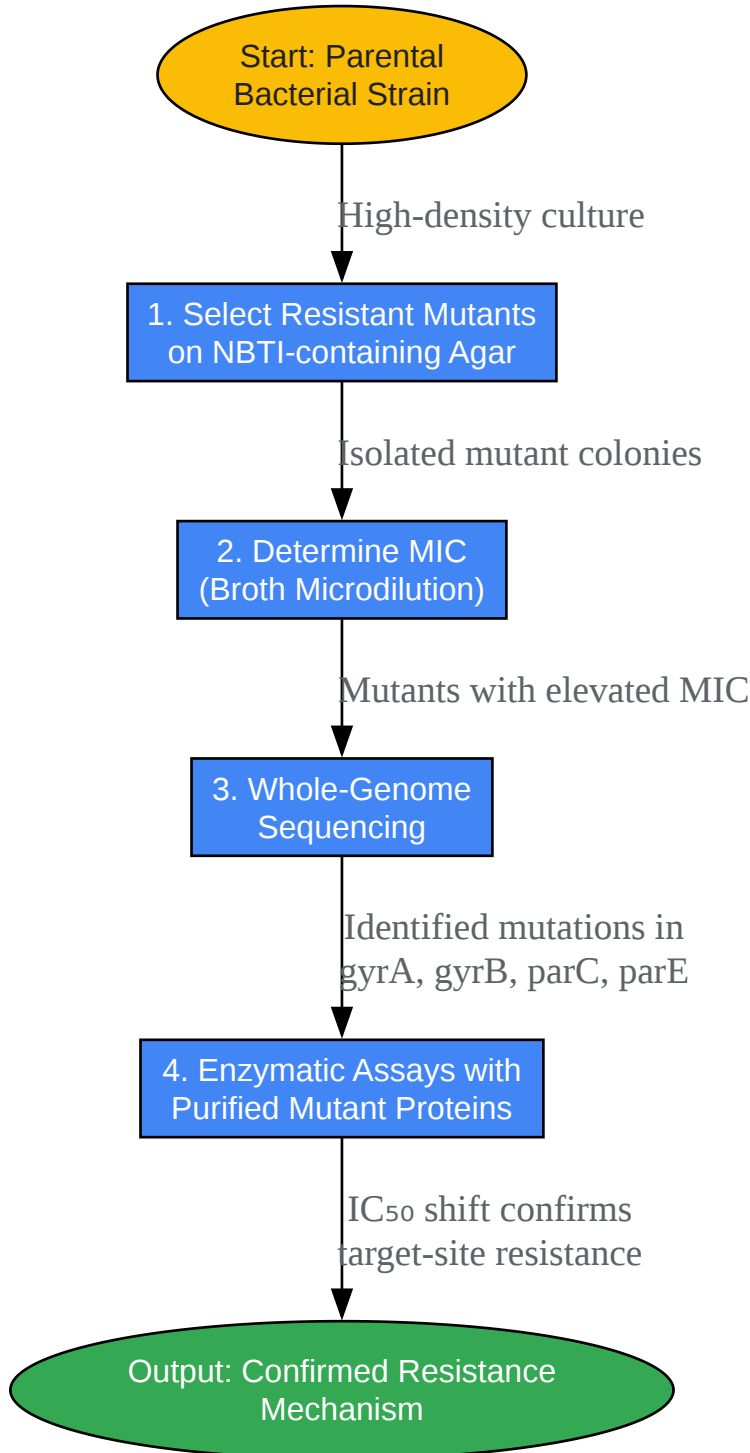 Start: Parental
Bacterial Strain
High-density culture
1. Select Resistant Mutants
on NBTI-containing Agar
Isolated mutant colonies
2. Determine MIC
(Broth Microdilution)
Mutants with elevated MIC
3. Whole-Genome
Sequencing
Identified mutations in
gyrA, gyrB, parC, parE
4. Enzymatic Assays with
Purified Mutant Proteins
IC₅₀ shift confirms
target-site resistance
Output: Confirmed Resistance
Mechanism